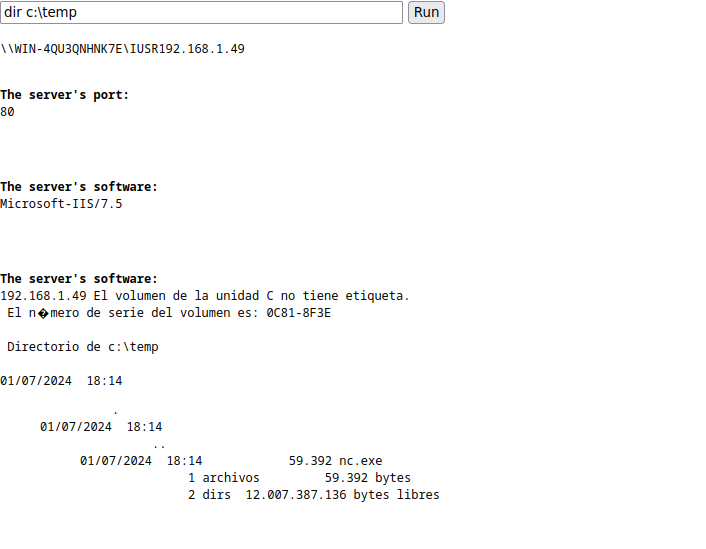 dir c:\temp Run
\\WIN-4QU3QNHNK7E\IUSR192.168.1.49
The server's port:
80
The server's software:
Microsoft-IIS/7.5
The server's software:
192.168.1.49 El volumen de la unidad C no tiene etiqueta.
El n�mero de serie del volumen es: 0C81-8F3E
Directorio de c:\temp
01/07/2024  18:14
.
01/07/2024  18:14
..
01/07/2024  18:14            59.392 nc.exe
1 archivos         59.392 bytes
2 dirs  12.007.387.136 bytes libres